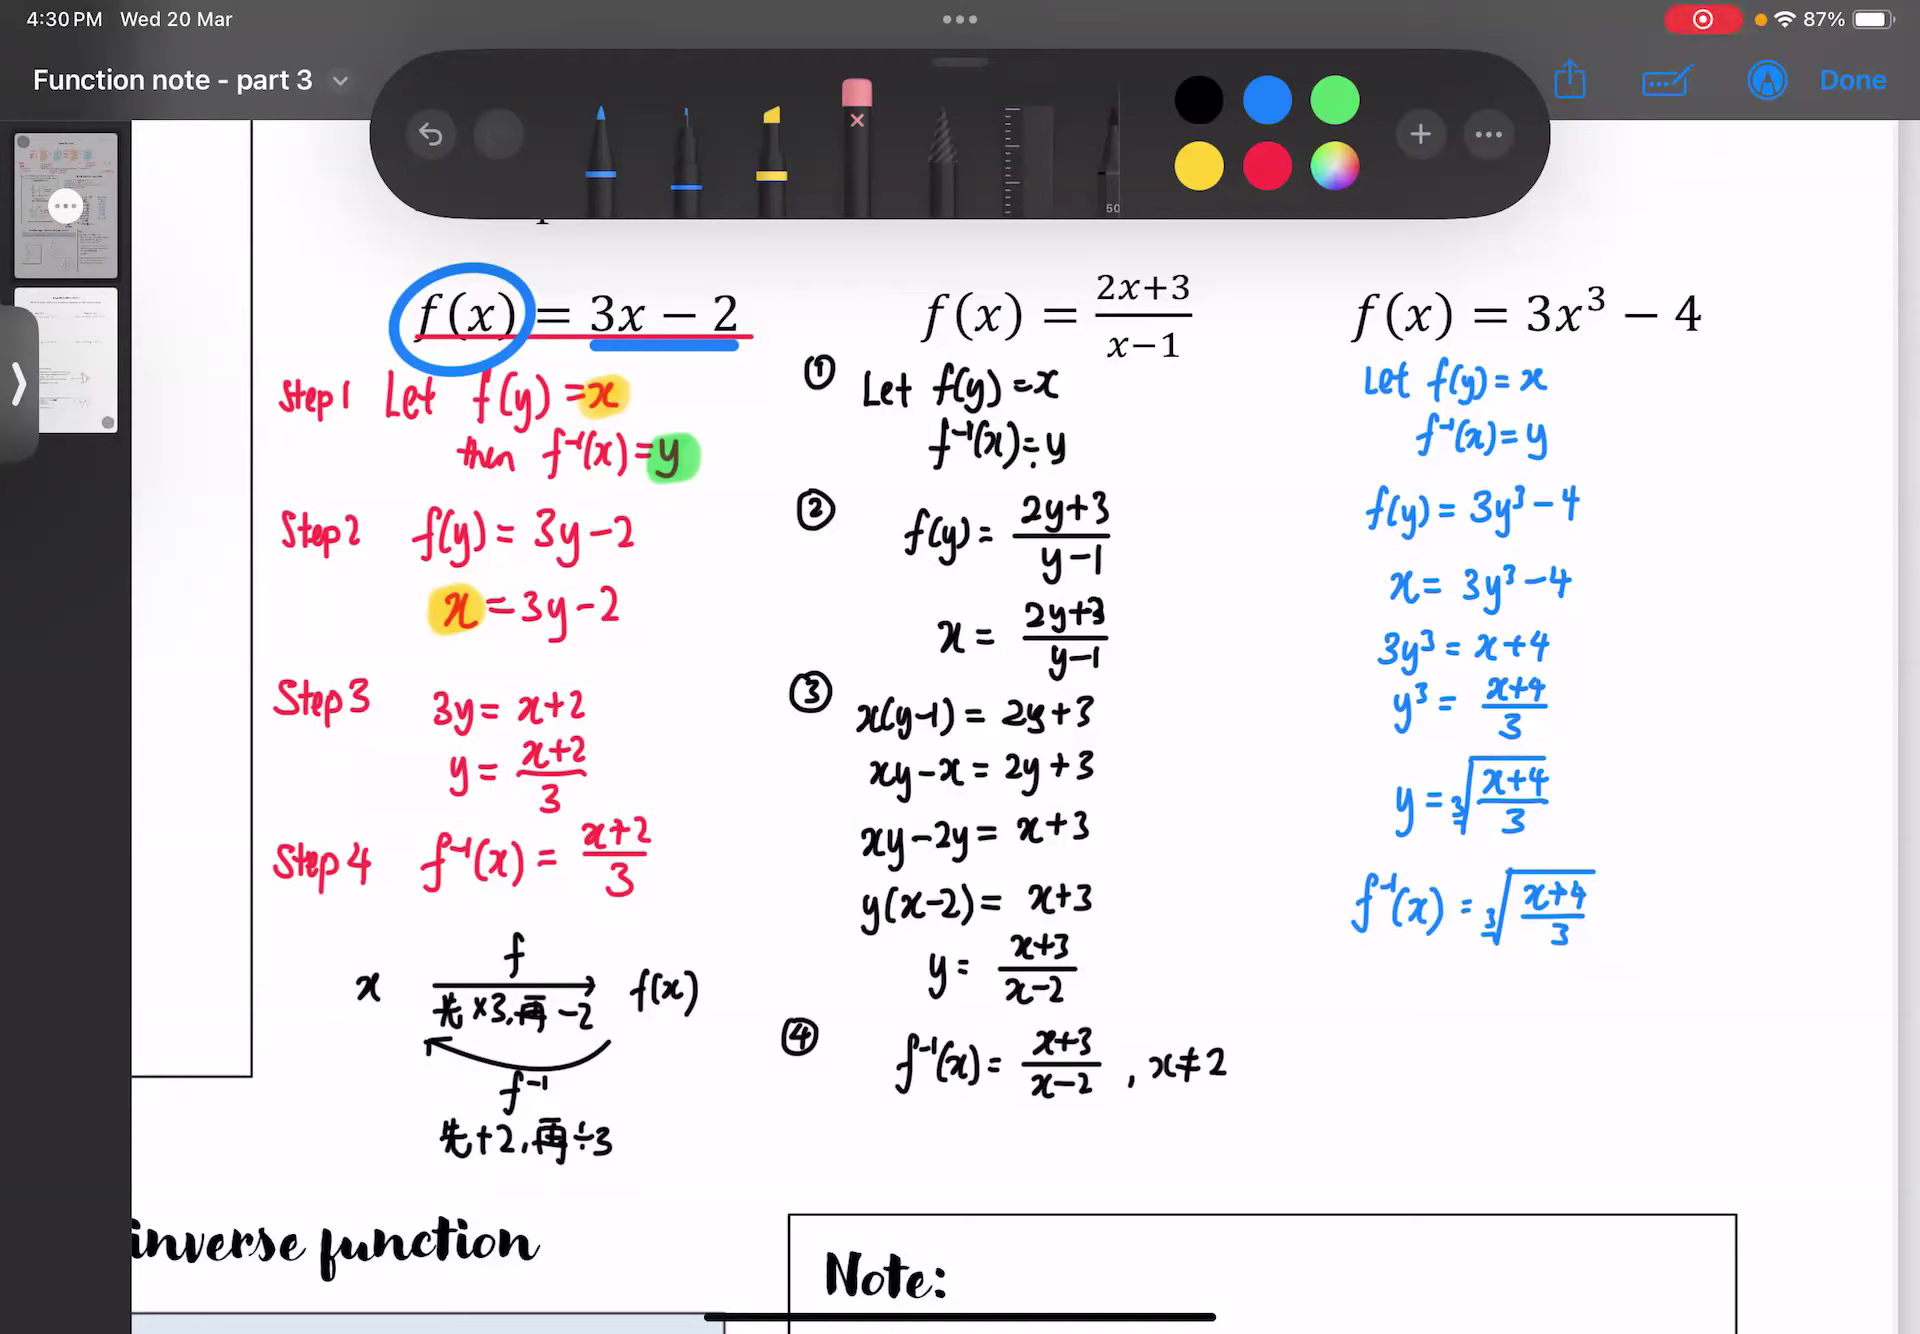 4:30 PM Wed 20 Mar
87%
Function note - part 3
Done
50
f(x) = 3x − 2
Step 1 Let f(y) = x
then f⁻¹(x) = y
Step 2 f(y) = 3y − 2
x = 3y − 2
Step 3 3y = x + 2
y = (x+2)/3
Step 4 f⁻¹(x) = (x+2)/3
x f f(x)
先 ×3, 再 −2
f⁻¹
先 +2, 再 ÷3
f(x) = (2x+3)/(x−1)
① Let f(y) = x
f⁻¹(x) = y
② f(y) = (2y+3)/(y−1)
x = (2y+3)/(y−1)
③ x(y−1) = 2y+3
xy − x = 2y + 3
xy − 2y = x + 3
y(x−2) = x+3
y = (x+3)/(x−2)
④ f⁻¹(x) = (x+3)/(x−2) , x ≠ 2
f(x) = 3x³ − 4
Let f(y) = x
f⁻¹(x) = y
f(y) = 3y³ − 4
x = 3y³ − 4
3y³ = x + 4
y³ = (x+4)/3
y = ∛((x+4)/3)
f⁻¹(x) = ∛((x+4)/3)
inverse function
Note: